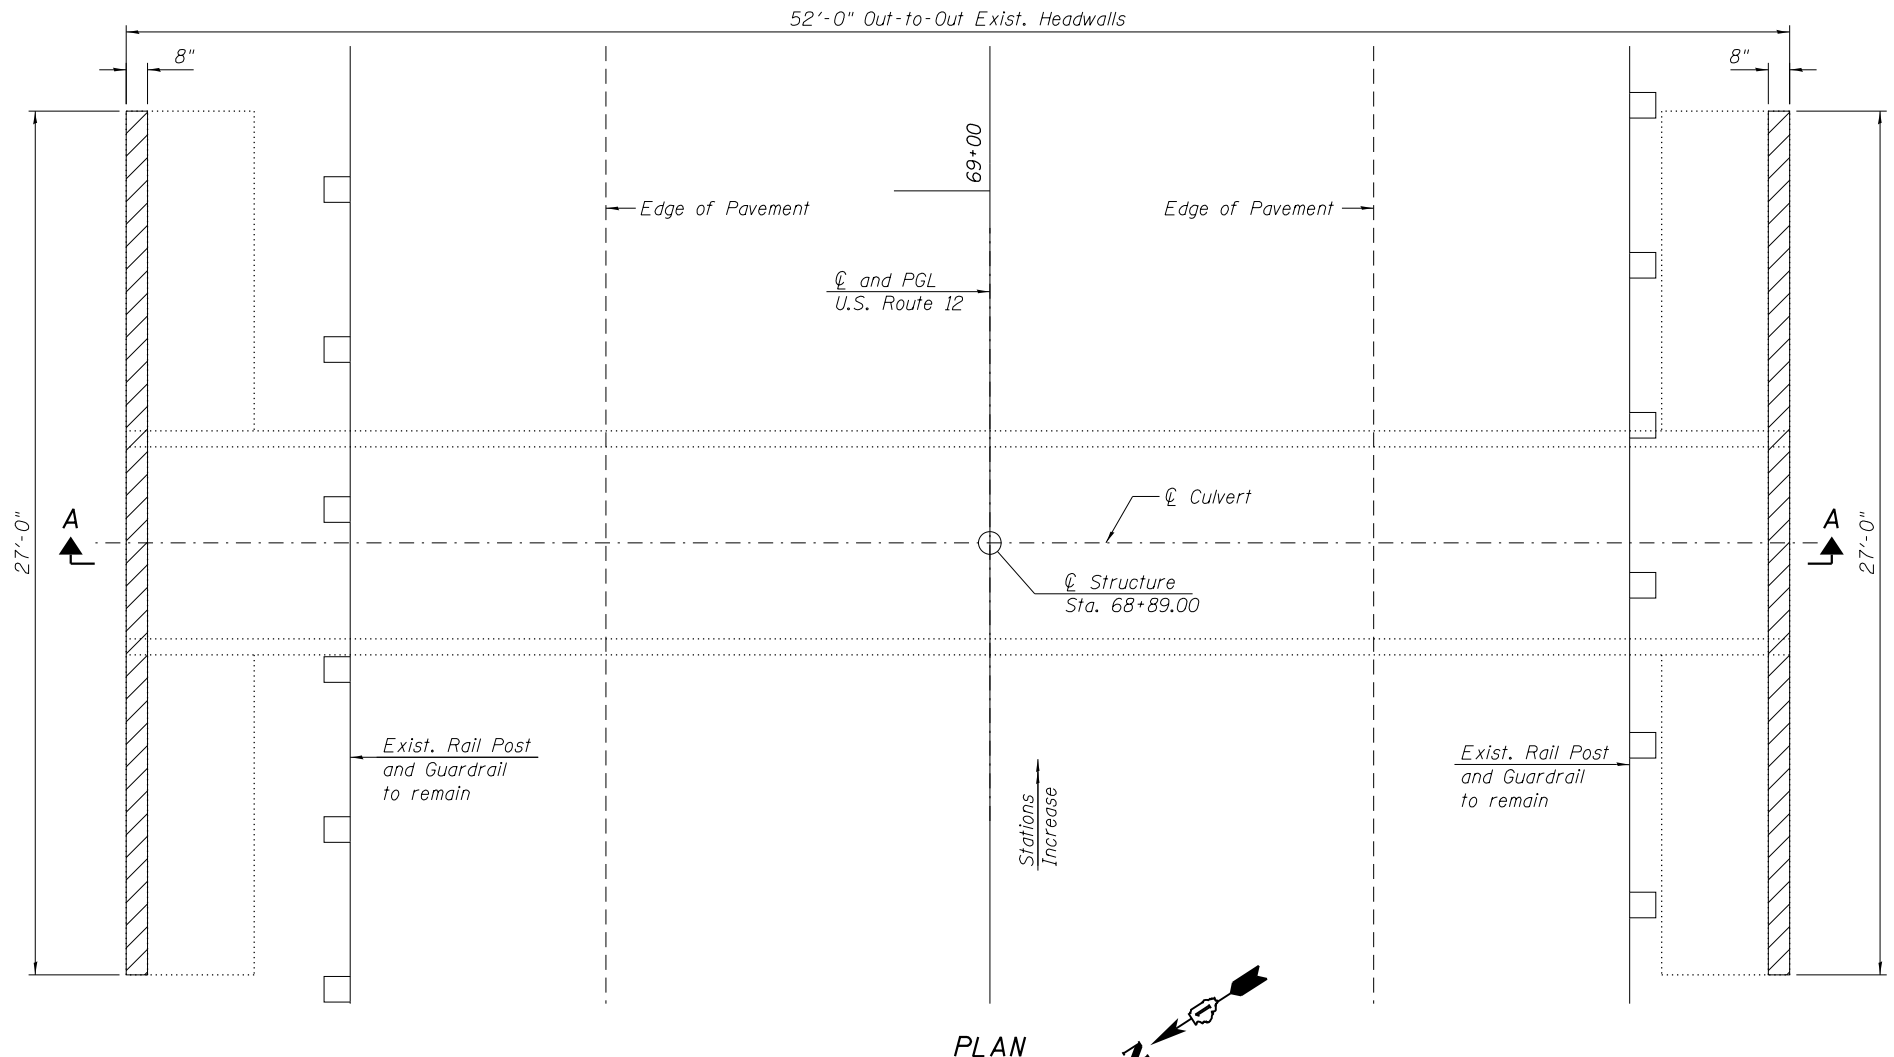 52'-0" Out-to-Out Exist. Headwalls
8"
8"
69+00
Edge of Pavement
Edge of Pavement
℄ and PGL
U.S. Route 12
℄ Culvert
A
A
27'-0"
27'-0"
℄ Structure
Sta. 68+89.00
Exist. Rail Post
and Guardrail
to remain
Exist. Rail Post
and Guardrail
to remain
Stations
Increase
PLAN
N